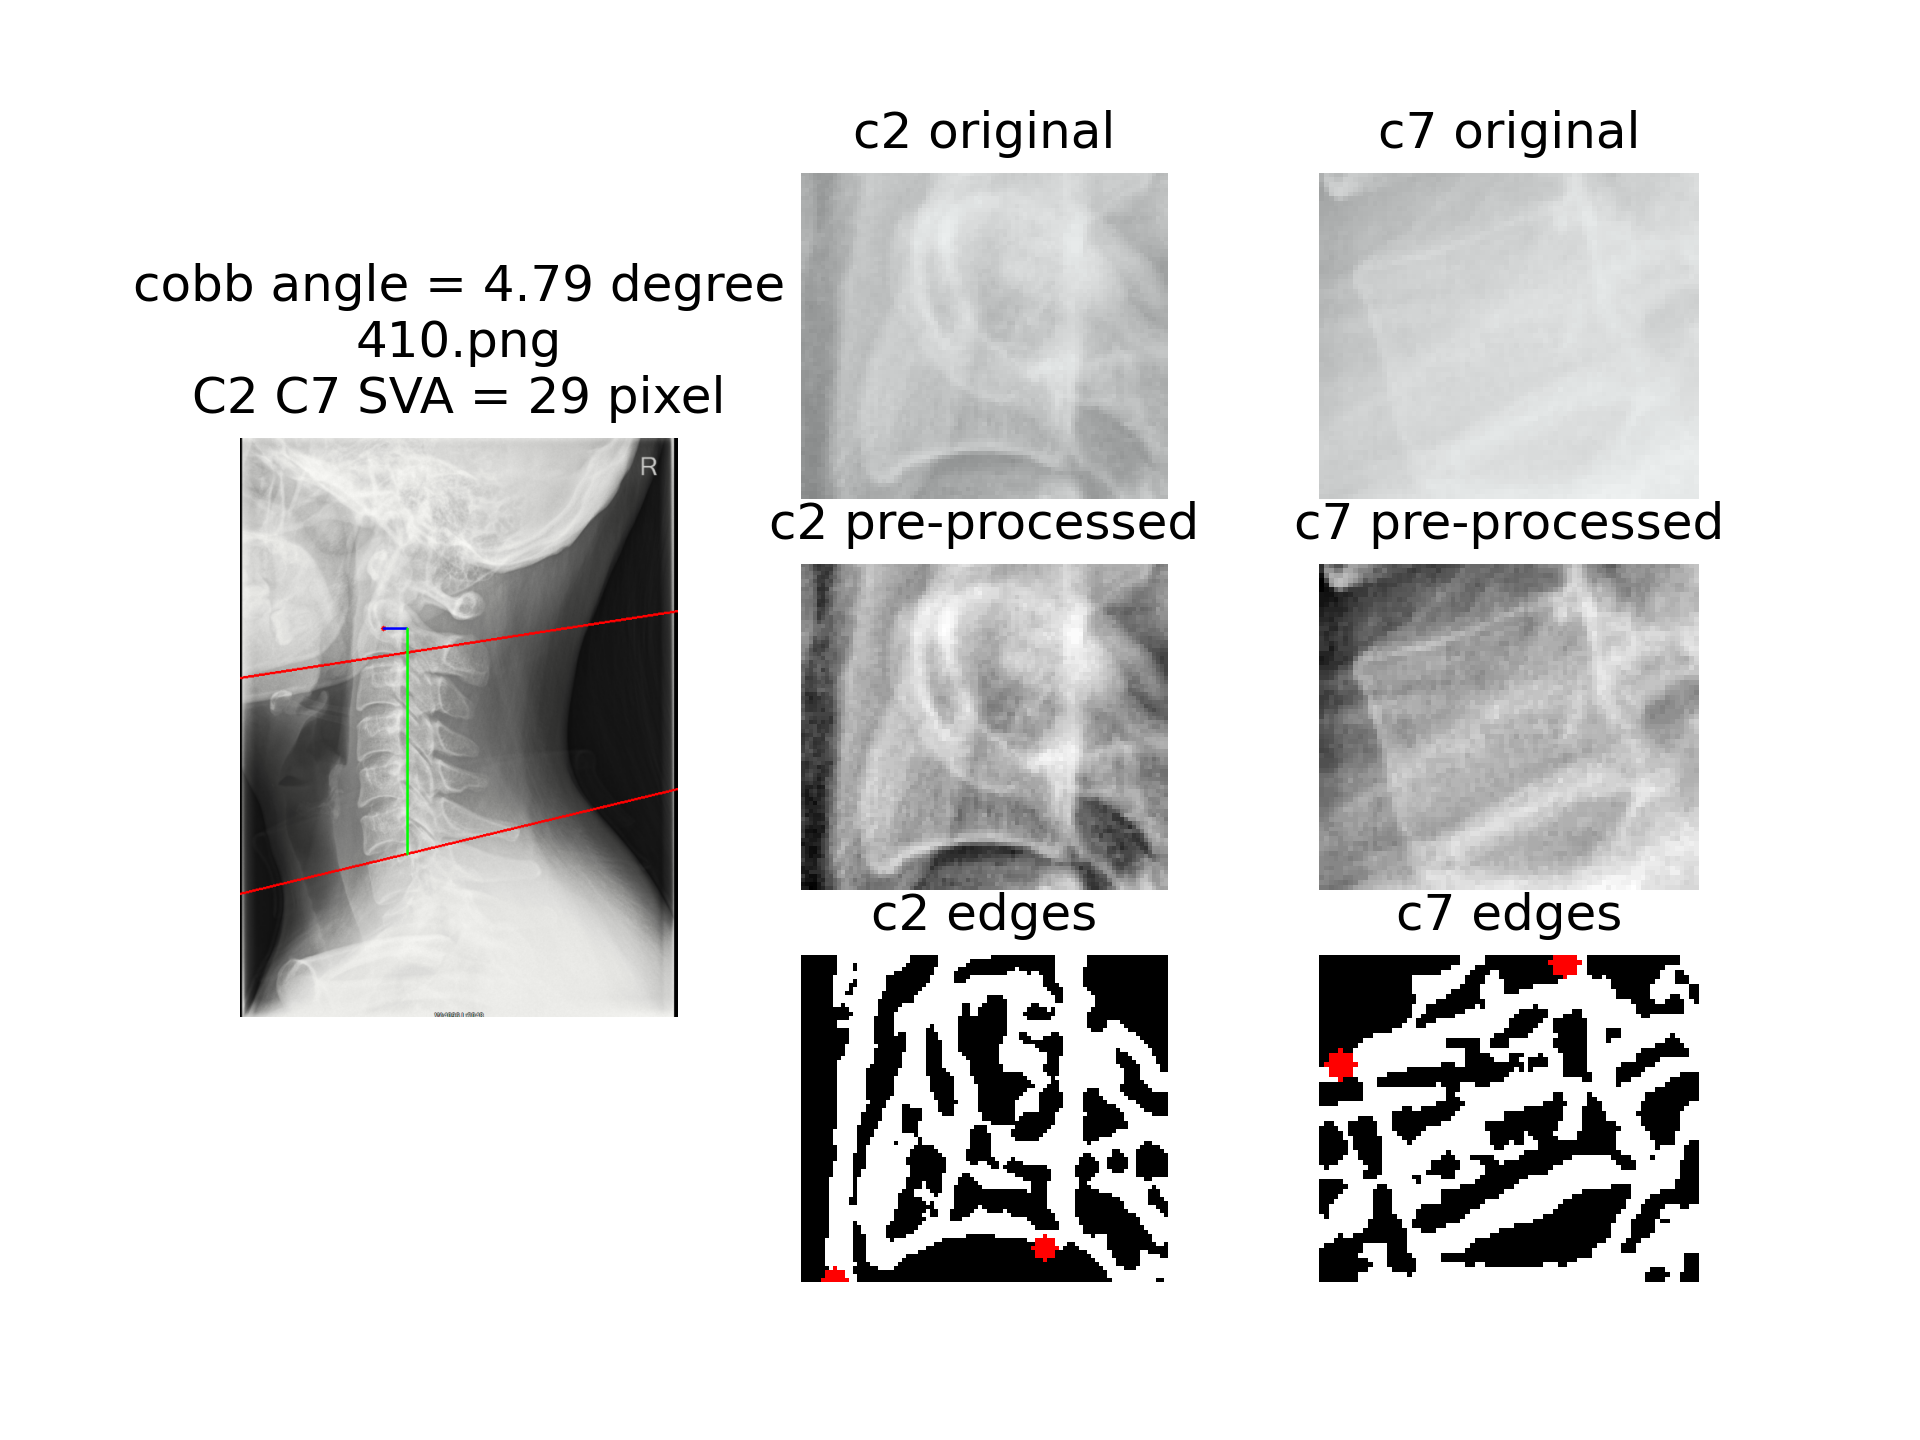 cobb angle = 4.79 degree
410.png
C2 C7 SVA = 29 pixel
R
c2 original
c7 original
c2 pre-processed
c7 pre-processed
c2 edges
c7 edges